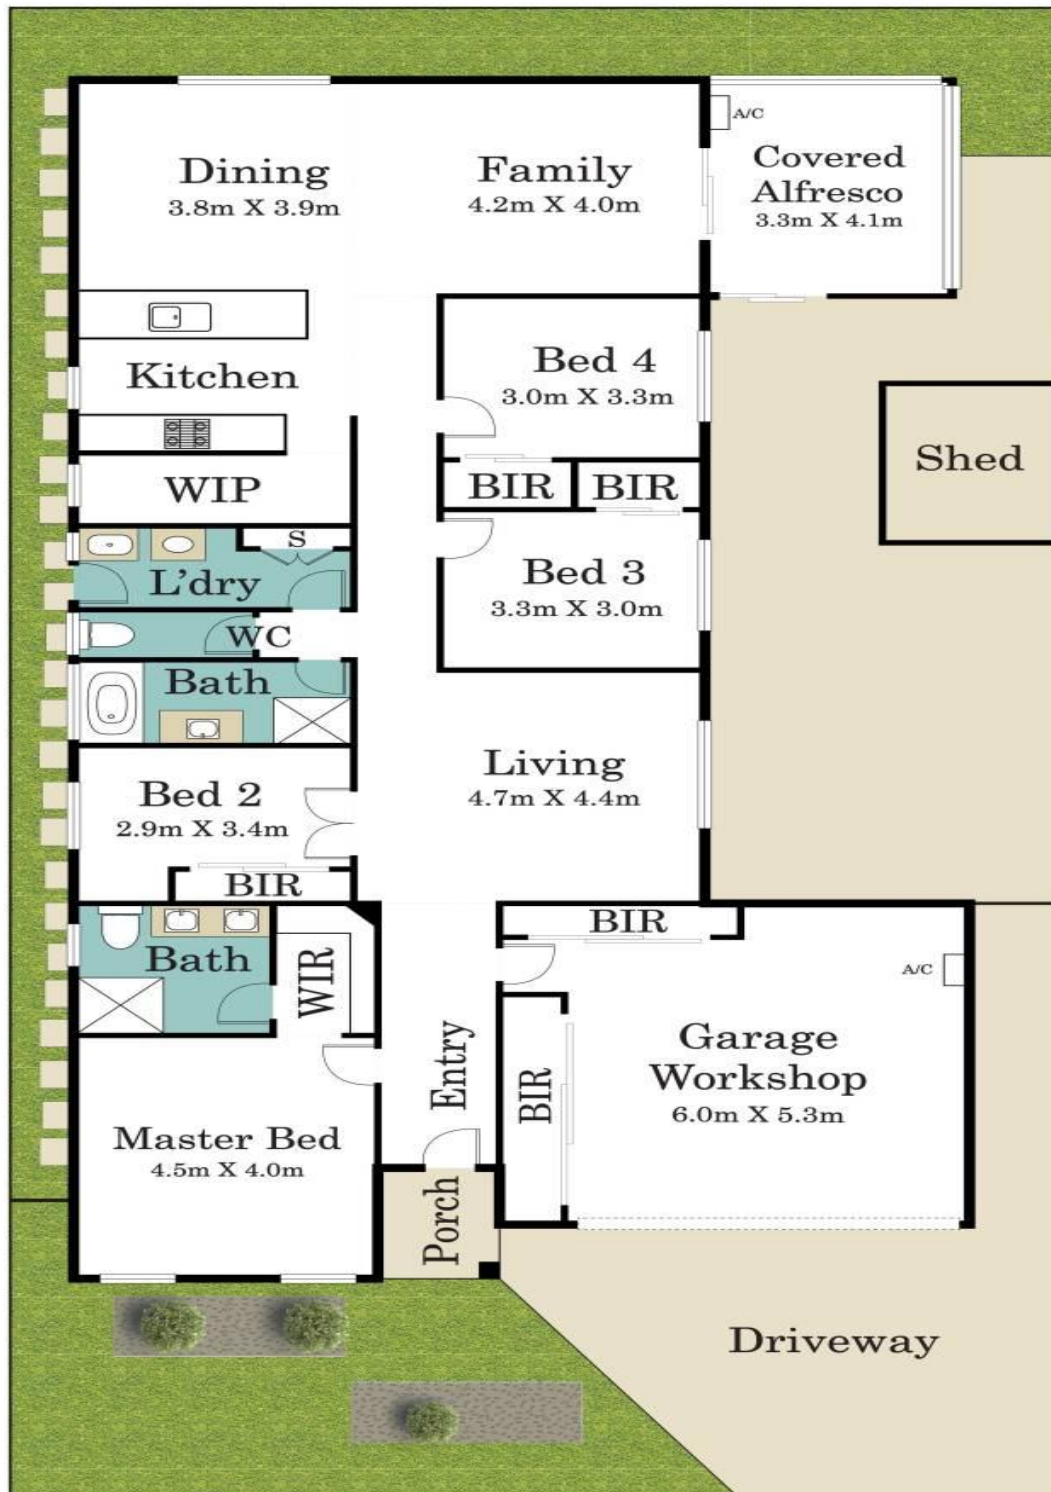 A/C
Dining
3.8m X 3.9m
Family
4.2m X 4.0m
Covered
Alfresco
3.3m X 4.1m
Kitchen
Bed 4
3.0m X 3.3m
WIP
BIR
BIR
Shed
S
L'dry
Bed 3
3.3m X 3.0m
WC
Bath
Bed 2
2.9m X 3.4m
Living
4.7m X 4.4m
BIR
BIR
Bath
WIR
A/C
Entry
BIR
Garage
Workshop
6.0m X 5.3m
Master Bed
4.5m X 4.0m
Porch
Driveway